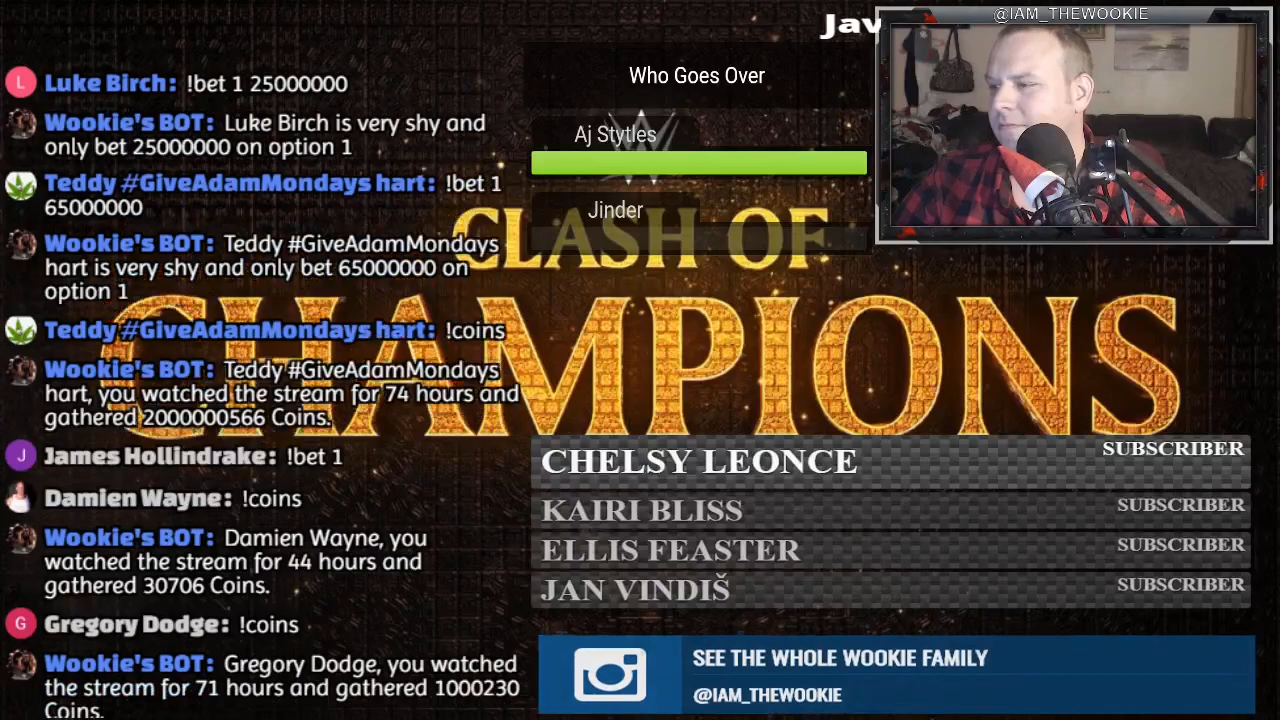 Jav
@IAM_THEWOOKIE
L
Luke Birch: !bet 1 25000000
Wookie's BOT: Luke Birch is very shy and
only bet 25000000 on option 1
Teddy #GiveAdamMondays hart: !bet 1
65000000
Wookie's BOT: Teddy #GiveAdamMondays
hart is very shy and only bet 65000000 on
option 1
Teddy #GiveAdamMondays hart: !coins
Wookie's BOT: Teddy #GiveAdamMondays
hart, you watched the stream for 74 hours and
gathered 2000000566 Coins.
J
James Hollindrake: !bet 1
Damien Wayne: !coins
Wookie's BOT: Damien Wayne, you
watched the stream for 44 hours and
gathered 30706 Coins.
G
Gregory Dodge: !coins
Wookie's BOT: Gregory Dodge, you watched
the stream for 71 hours and gathered 1000230
Coins.
Who Goes Over
Aj Stytles
Jinder
CLASH OF
CHAMPIONS
CHELSY LEONCE SUBSCRIBER
KAIRI BLISS SUBSCRIBER
ELLIS FEASTER SUBSCRIBER
JAN VINDIŠ SUBSCRIBER
SEE THE WHOLE WOOKIE FAMILY
@IAM_THEWOOKIE